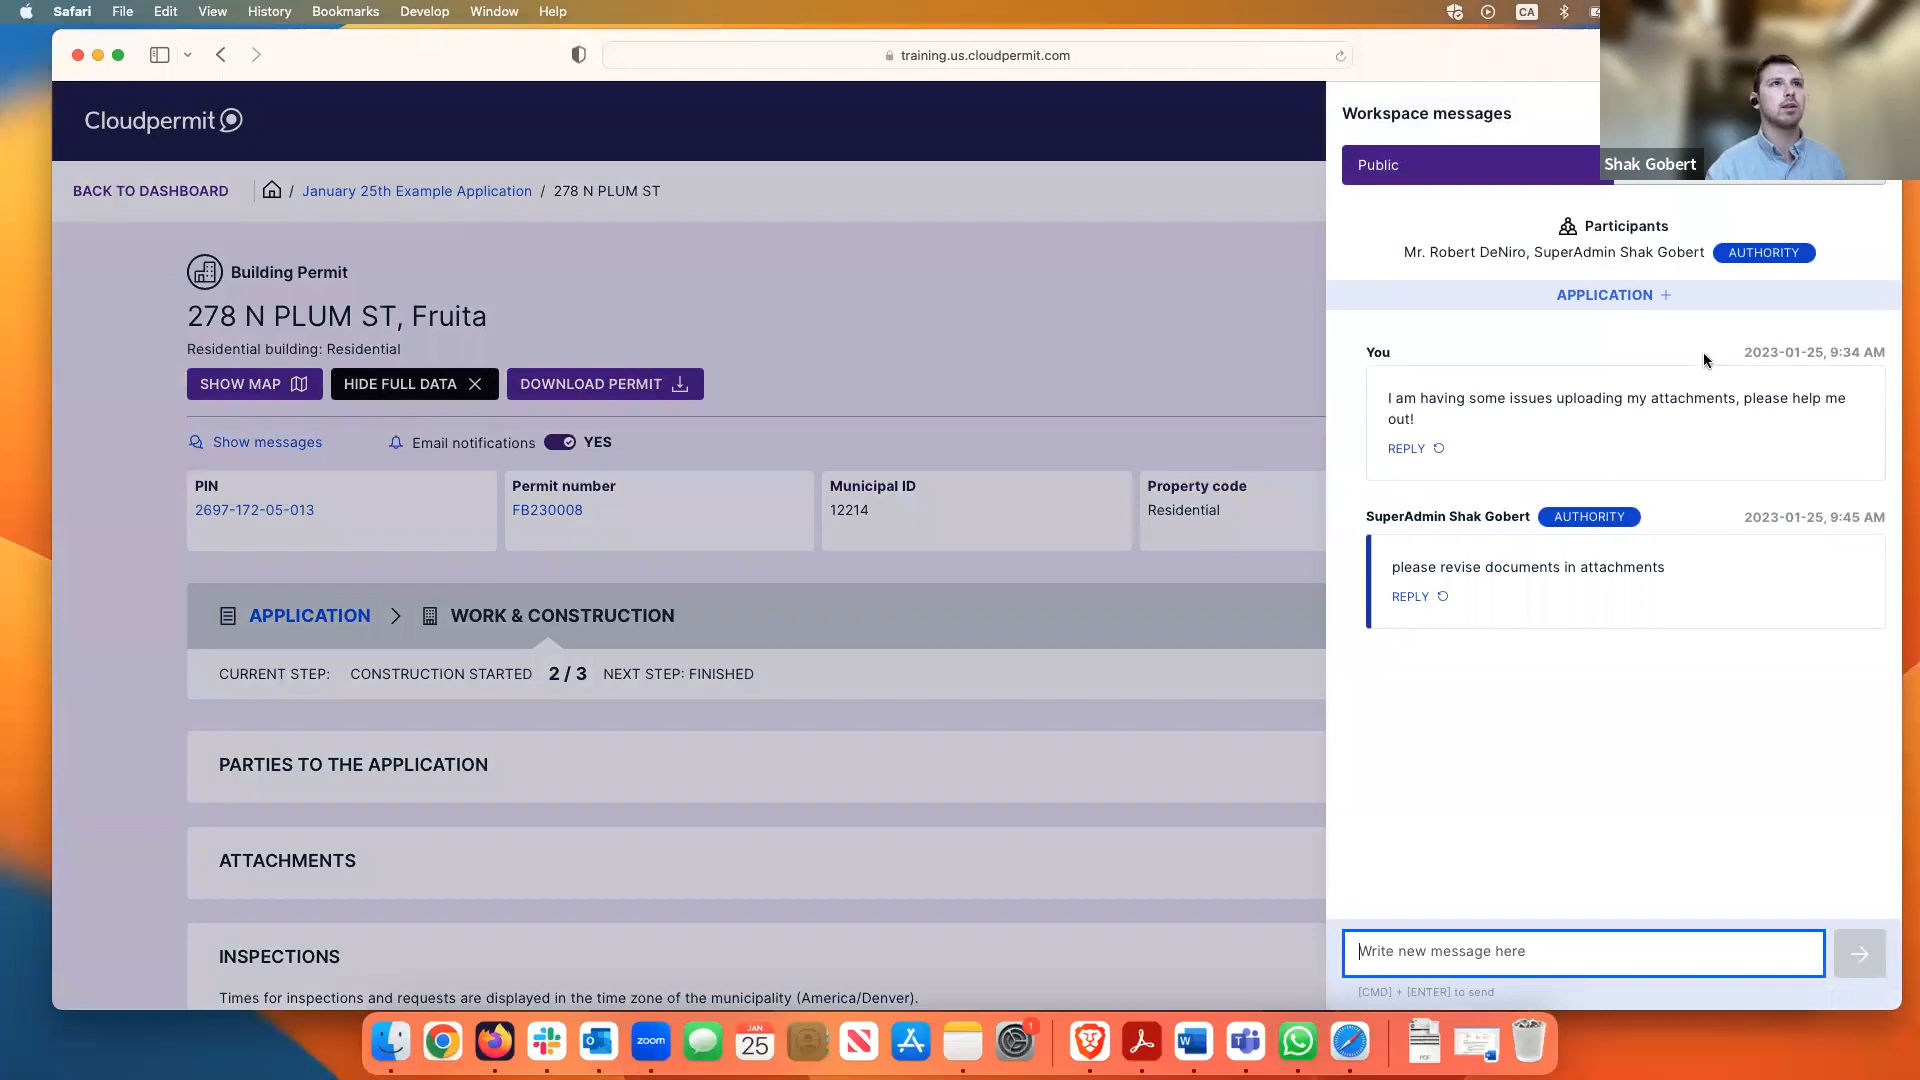 Safari File Edit View History Bookmarks Develop Window Help
CA
training.us.cloudpermit.com
Cloudpermit
BACK TO DASHBOARD / January 25th Example Application / 278 N PLUM ST
Building Permit
278 N PLUM ST, Fruita
Residential building: Residential
SHOW MAP HIDE FULL DATA DOWNLOAD PERMIT
Show messages Email notifications YES
PIN Permit number Municipal ID Property code
2697-172-05-013 FB230008 12214 Residential
APPLICATION WORK & CONSTRUCTION
CURRENT STEP: CONSTRUCTION STARTED 2 / 3 NEXT STEP: FINISHED
PARTIES TO THE APPLICATION
ATTACHMENTS
INSPECTIONS
Times for inspections and requests are displayed in the time zone of the municipality (America/Denver).
Workspace messages
Public
Shak Gobert
Participants
Mr. Robert DeNiro, SuperAdmin Shak Gobert AUTHORITY
APPLICATION +
You 2023-01-25, 9:34 AM
I am having some issues uploading my attachments, please help me
out!
REPLY
SuperAdmin Shak Gobert AUTHORITY 2023-01-25, 9:45 AM
please revise documents in attachments
REPLY
Write new message here
[CMD] + [ENTER] to send
zoom
JAN
25
1
PDF